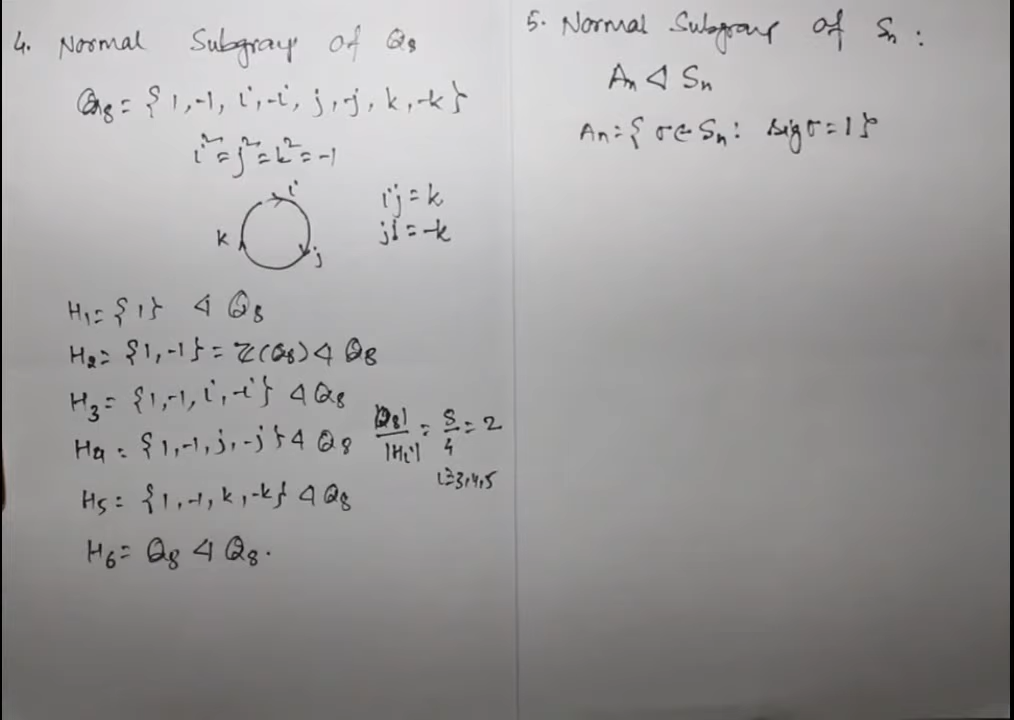 4. Normal Subgroup of Q₈
Q₈ = { 1, -1, i, -i, j, -j, k, -k }
i² = j² = k² = -1
i
k
j
ij = k
ji = -k
H₁ = { 1 } ⊲ Q₈
H₂ = { 1, -1 } = Z(Q₈) ⊲ Q₈
H₃ = { 1, -1, i, -i } ⊲ Q₈
H₄ = { 1, -1, j, -j } ⊲ Q₈
|Q₈| / |Hᵢ| = 8/4 = 2
i=3,4,5
H₅ = { 1, -1, k, -k } ⊲ Q₈
H₆ = Q₈ ⊲ Q₈.
5. Normal Subgroup of Sₙ :
Aₙ ⊲ Sₙ
Aₙ = { σ ∈ Sₙ : sig σ = 1 }